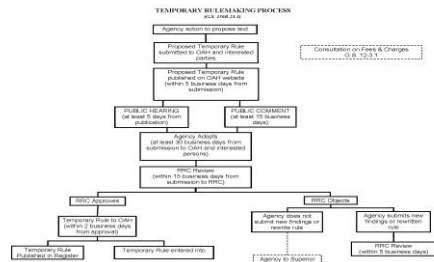 TEMPORARY RULEMAKING PROCESS
(G.S. 150B-21.1)
Agency action to propose text
Proposed Temporary Rule
submitted to OAH and interested
parties
Consultation on Fees & Charges
G.S. 12-3.1
Proposed Temporary Rule
published on OAH website
(within 5 business days from
submission)
PUBLIC HEARING
(at least 5 days from
publication)
PUBLIC COMMENT
(at least 15 business
days)
Agency Adopts
(at least 30 business days from
submission to OAH and interested
persons)
RRC Review
(within 15 business days from
submission to RRC)
RRC Approves
RRC Objects
Temporary Rule to OAH
(within 2 business days
from approval)
Agency does not
submit new findings or
rewrite rule
Agency submits new
findings or rewritten
rule
Temporary Rule
Published in Register
Temporary Rule entered into
RRC Review
(within 5 business days)
Agency to Superior